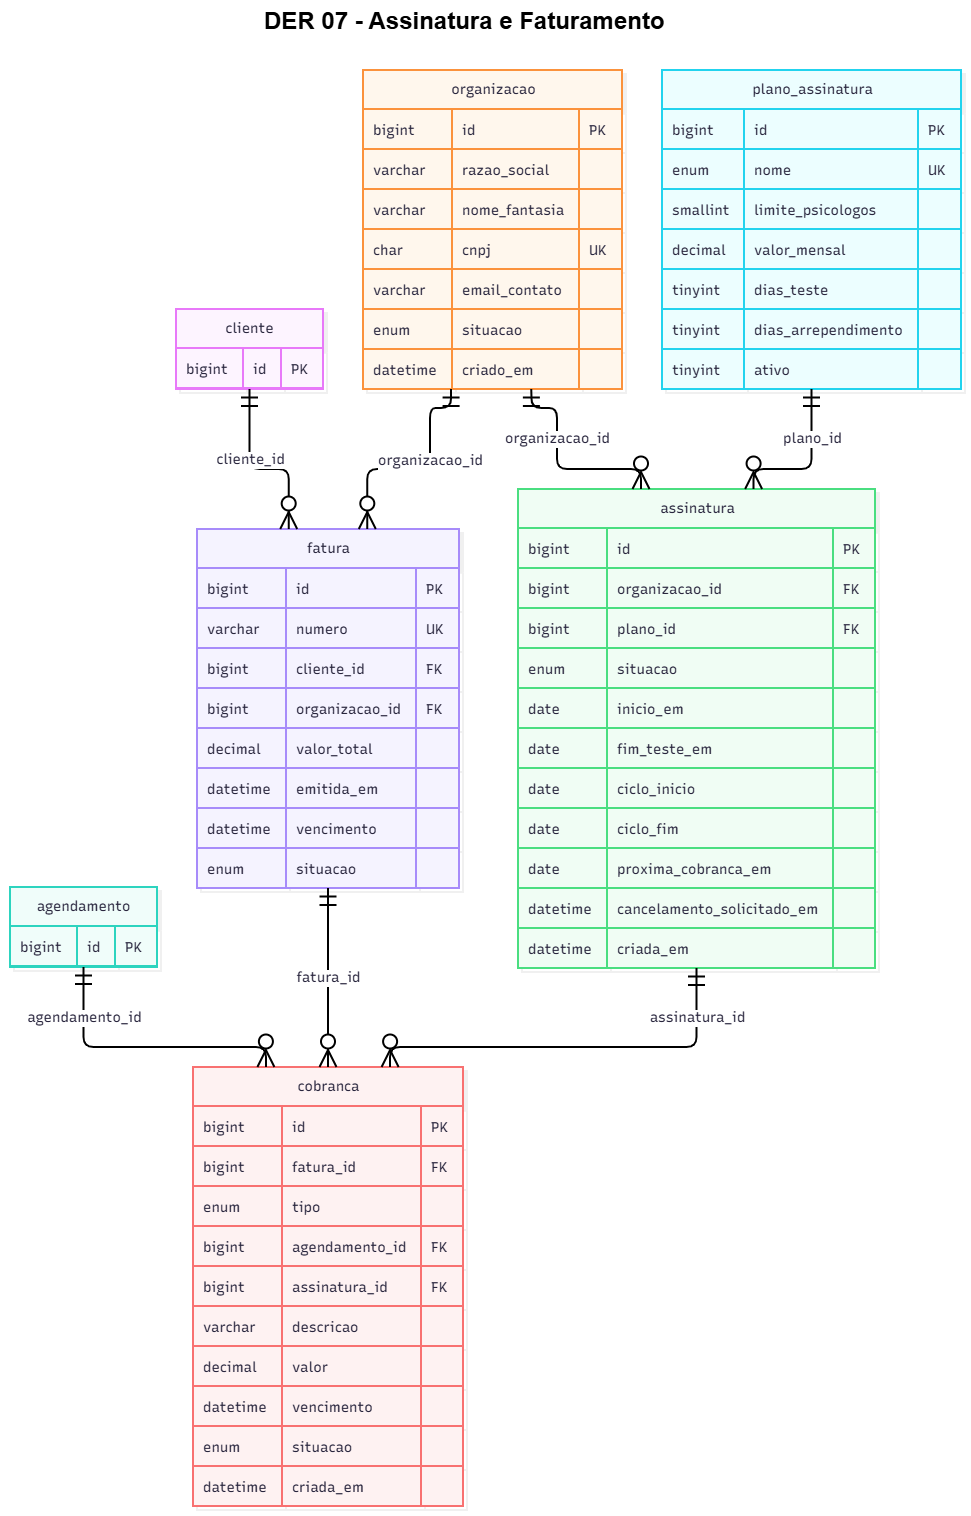 DER 07 - Assinatura e Faturamento
organizacao
bigint id PK
varchar razao_social
varchar nome_fantasia
char cnpj UK
varchar email_contato
enum situacao
datetime criado_em
plano_assinatura
bigint id PK
enum nome UK
smallint limite_psicologos
decimal valor_mensal
tinyint dias_teste
tinyint dias_arrependimento
tinyint ativo
cliente
bigint id PK
cliente_id
organizacao_id
organizacao_id
plano_id
fatura
bigint id PK
varchar numero UK
bigint cliente_id FK
bigint organizacao_id FK
decimal valor_total
datetime emitida_em
datetime vencimento
enum situacao
assinatura
bigint id PK
bigint organizacao_id FK
bigint plano_id FK
enum situacao
date inicio_em
date fim_teste_em
date ciclo_inicio
date ciclo_fim
date proxima_cobranca_em
datetime cancelamento_solicitado_em
datetime criada_em
agendamento
bigint id PK
agendamento_id
fatura_id
assinatura_id
cobranca
bigint id PK
bigint fatura_id FK
enum tipo
bigint agendamento_id FK
bigint assinatura_id FK
varchar descricao
decimal valor
datetime vencimento
enum situacao
datetime criada_em